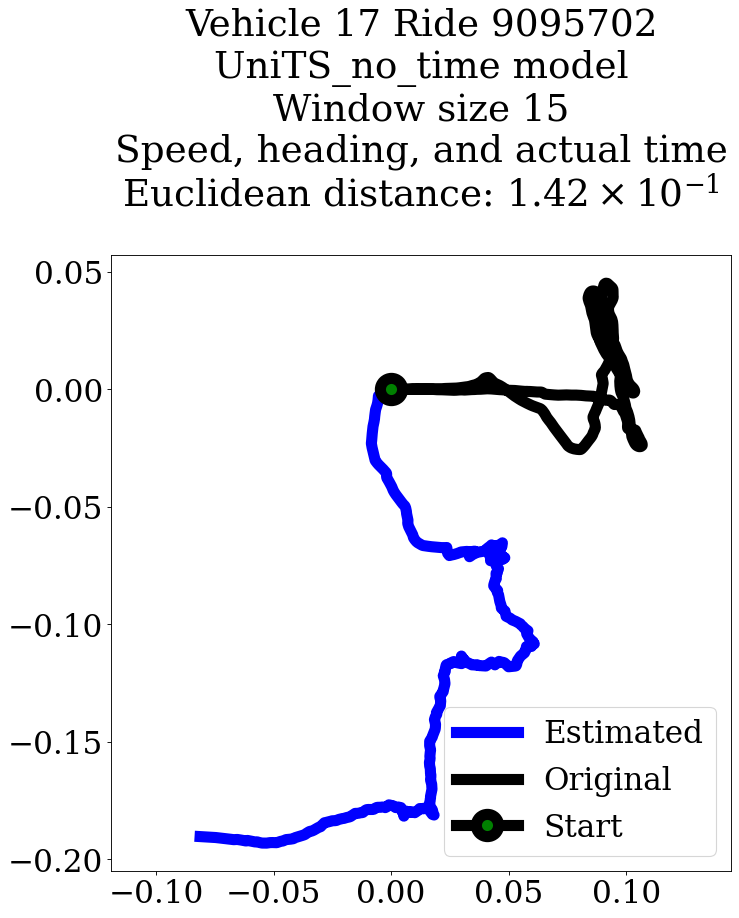 Vehicle 17 Ride 9095702
UniTS_no_time model
Window size 15
Speed, heading, and actual time
Euclidean distance: 1.42 × 10⁻¹
0.05
0.00
−0.05
−0.10
−0.15
−0.20
Estimated
Original
Start
−0.10 −0.05 0.00 0.05 0.10